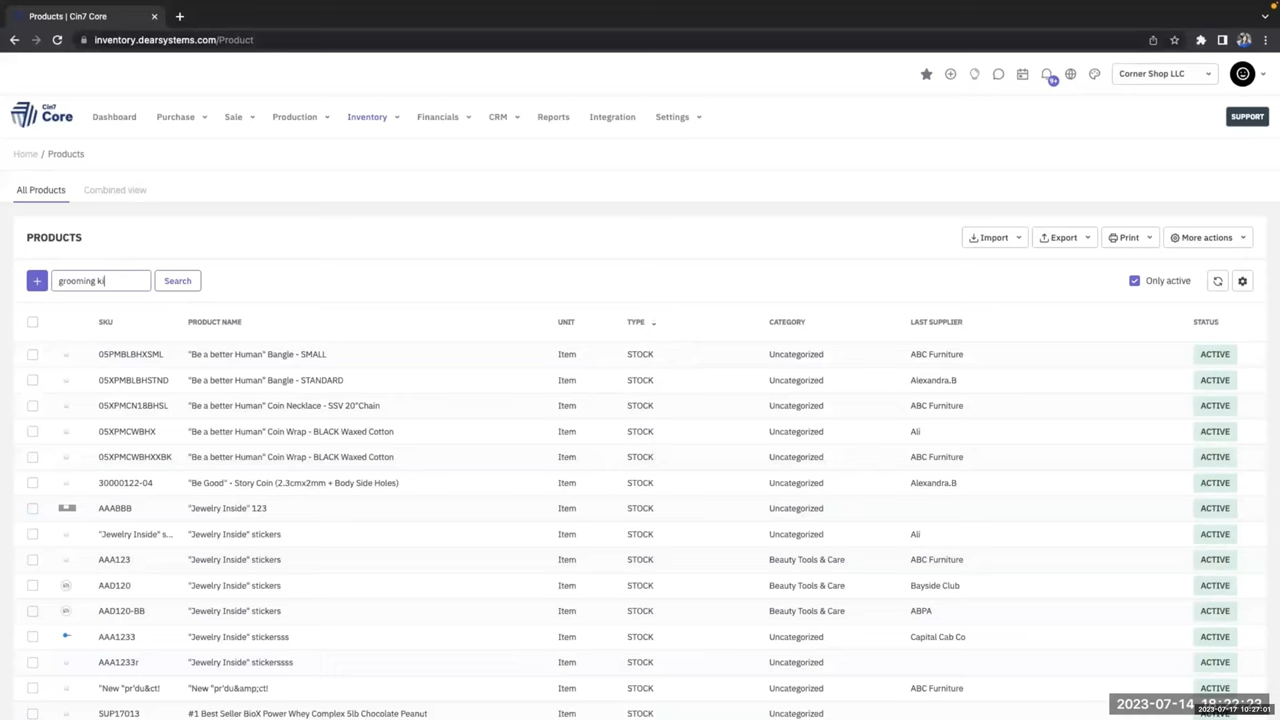 Products | Cin7 Core
inventory.dearsystems.com/Product
9+
Corner Shop LLC
Cin7 Core
Dashboard Purchase Sale Production Inventory Financials CRM Reports Integration Settings SUPPORT
Home / Products
All Products Combined view
PRODUCTS Import Export Print More actions
+ grooming ki Search Only active
SKU PRODUCT NAME UNIT TYPE CATEGORY LAST SUPPLIER STATUS
05PMBLBHXSML "Be a better Human" Bangle - SMALL Item STOCK Uncategorized ABC Furniture ACTIVE
05XPMBLBHSTND "Be a better Human" Bangle - STANDARD Item STOCK Uncategorized Alexandra.B ACTIVE
05XPMCN18BHSL "Be a better Human" Coin Necklace - SSV 20"Chain Item STOCK Uncategorized ABC Furniture ACTIVE
05XPMCWBHX "Be a better Human" Coin Wrap - BLACK Waxed Cotton Item STOCK Uncategorized Ali ACTIVE
05XPMCWBHXXBK "Be a better Human" Coin Wrap - BLACK Waxed Cotton Item STOCK Uncategorized ABC Furniture ACTIVE
30000122-04 "Be Good" - Story Coin (2.3cmx2mm + Body Side Holes) Item STOCK Uncategorized Alexandra.B ACTIVE
AAABBB "Jewelry Inside" 123 Item STOCK Uncategorized ACTIVE
"Jewelry Inside" s... "Jewelry Inside" stickers Item STOCK Uncategorized Ali ACTIVE
AAA123 "Jewelry Inside" stickers Item STOCK Beauty Tools & Care ABC Furniture ACTIVE
AAD120 "Jewelry Inside" stickers Item STOCK Beauty Tools & Care Bayside Club ACTIVE
AAD120-BB "Jewelry Inside" stickers Item STOCK Beauty Tools & Care ABPA ACTIVE
AAA1233 "Jewelry Inside" stickersss Item STOCK Uncategorized Capital Cab Co ACTIVE
AAA1233r "Jewelry Inside" stickerssss Item STOCK Uncategorized ACTIVE
"New "pr'du&ct! "New "pr'du&amp;ct! Item STOCK Uncategorized ABC Furniture ACTIVE
SUP17013 #1 Best Seller BioX Power Whey Complex 5lb Chocolate Peanut Item STOCK Uncategorized ACTIVE
2023-07-14
2023-07-17 10:27:01